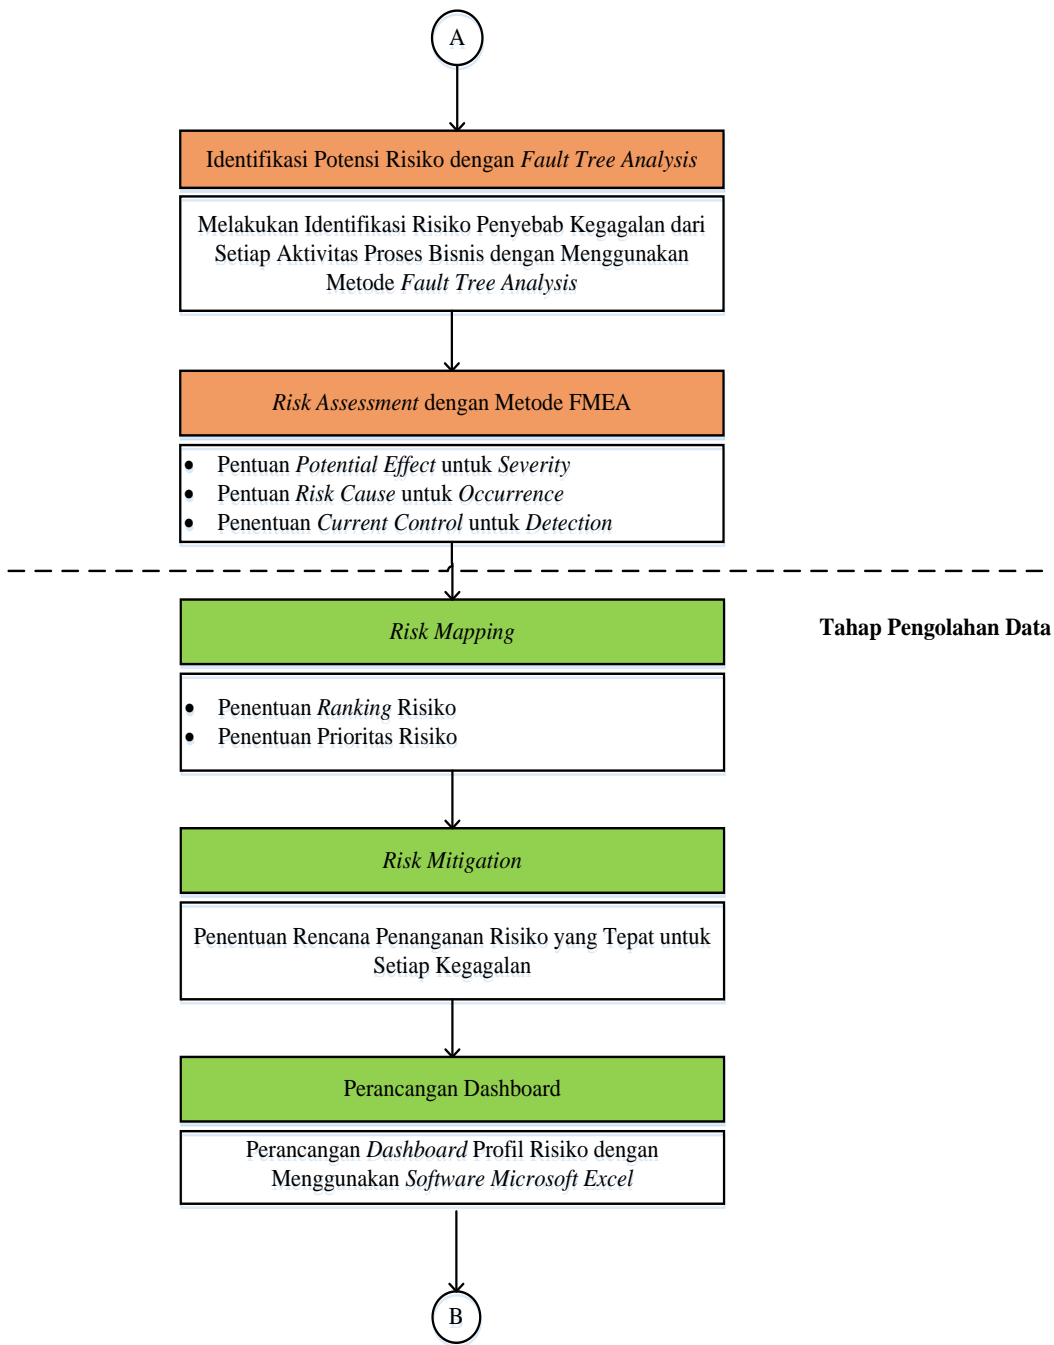 A
Identifikasi Potensi Risiko dengan Fault Tree Analysis
Melakukan Identifikasi Risiko Penyebab Kegagalan dari
Setiap Aktivitas Proses Bisnis dengan Menggunakan
Metode Fault Tree Analysis
Risk Assessment dengan Metode FMEA
• Pentuan Potential Effect untuk Severity
• Pentuan Risk Cause untuk Occurrence
• Penentuan Current Control untuk Detection
Risk Mapping
Tahap Pengolahan Data
• Penentuan Ranking Risiko
• Penentuan Prioritas Risiko
Risk Mitigation
Penentuan Rencana Penanganan Risiko yang Tepat untuk
Setiap Kegagalan
Perancangan Dashboard
Perancangan Dashboard Profil Risiko dengan
Menggunakan Software Microsoft Excel
B